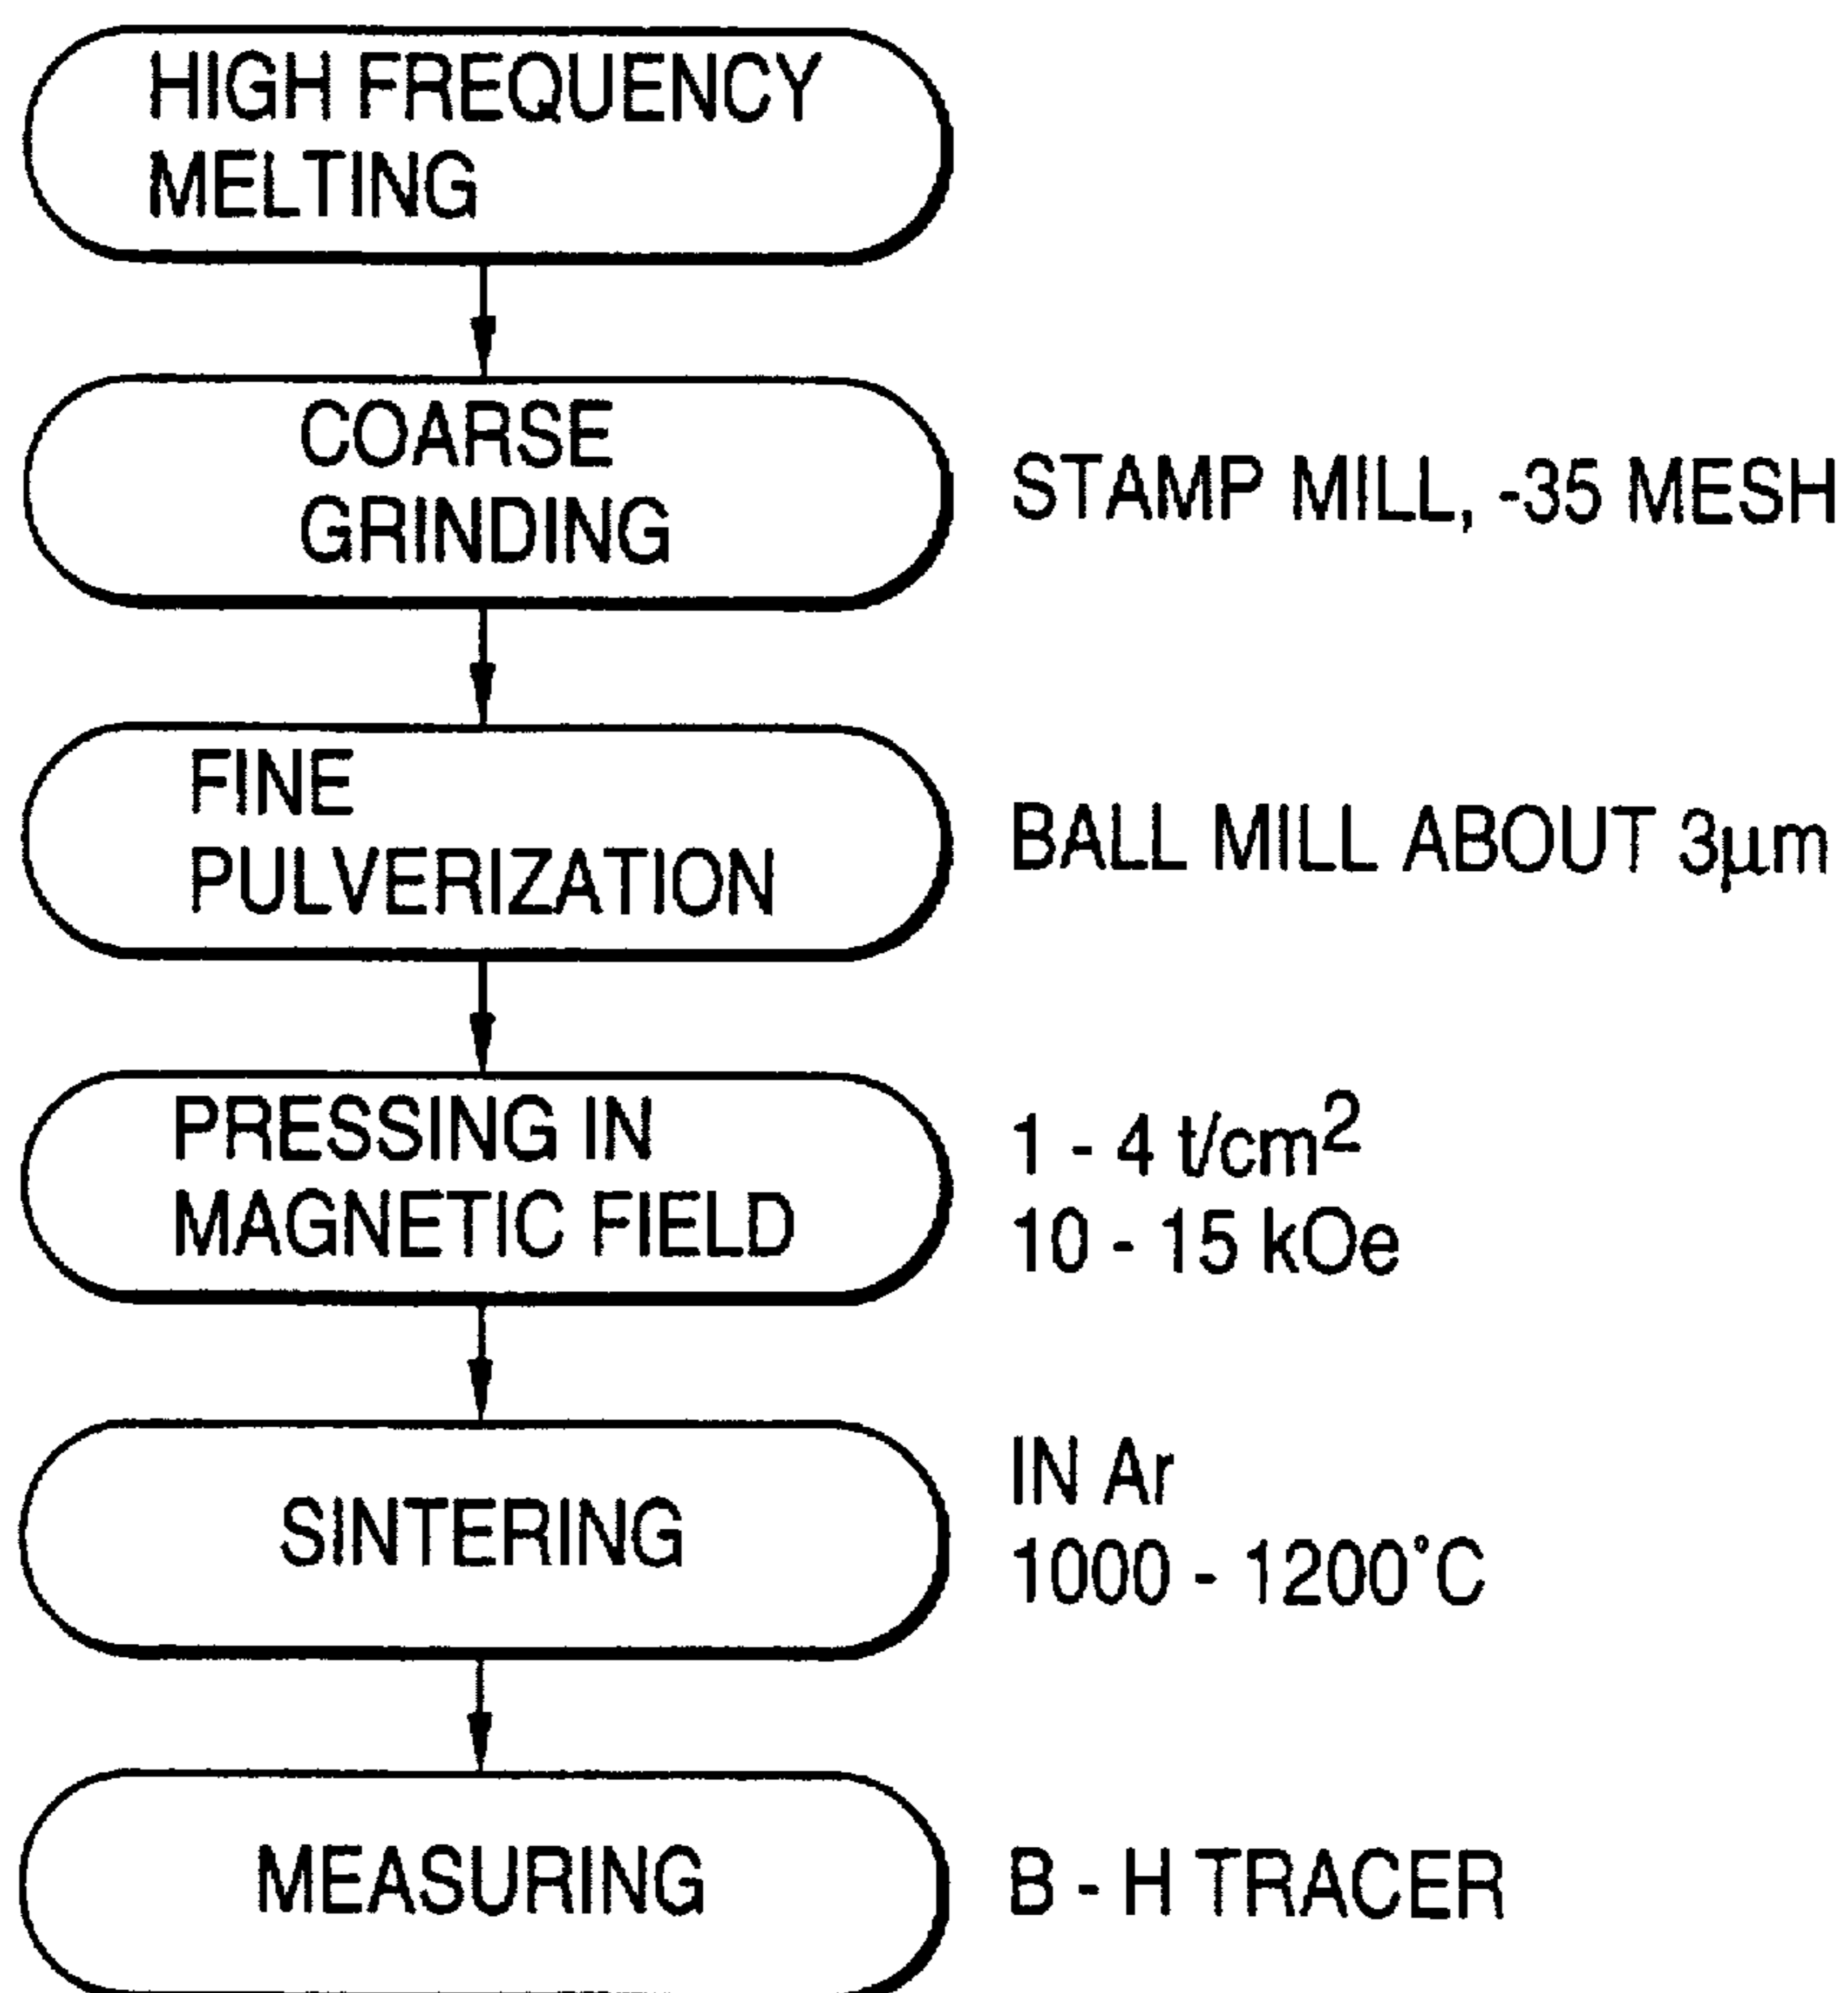 HIGH FREQUENCY
MELTING
COARSE
GRINDING
STAMP MILL, -35 MESH
FINE
PULVERIZATION
BALL MILL ABOUT 3µm
PRESSING IN
MAGNETIC FIELD
1 - 4 t/cm²
10 - 15 kOe
SINTERING
IN Ar
1000 - 1200°C
MEASURING
B - H TRACER